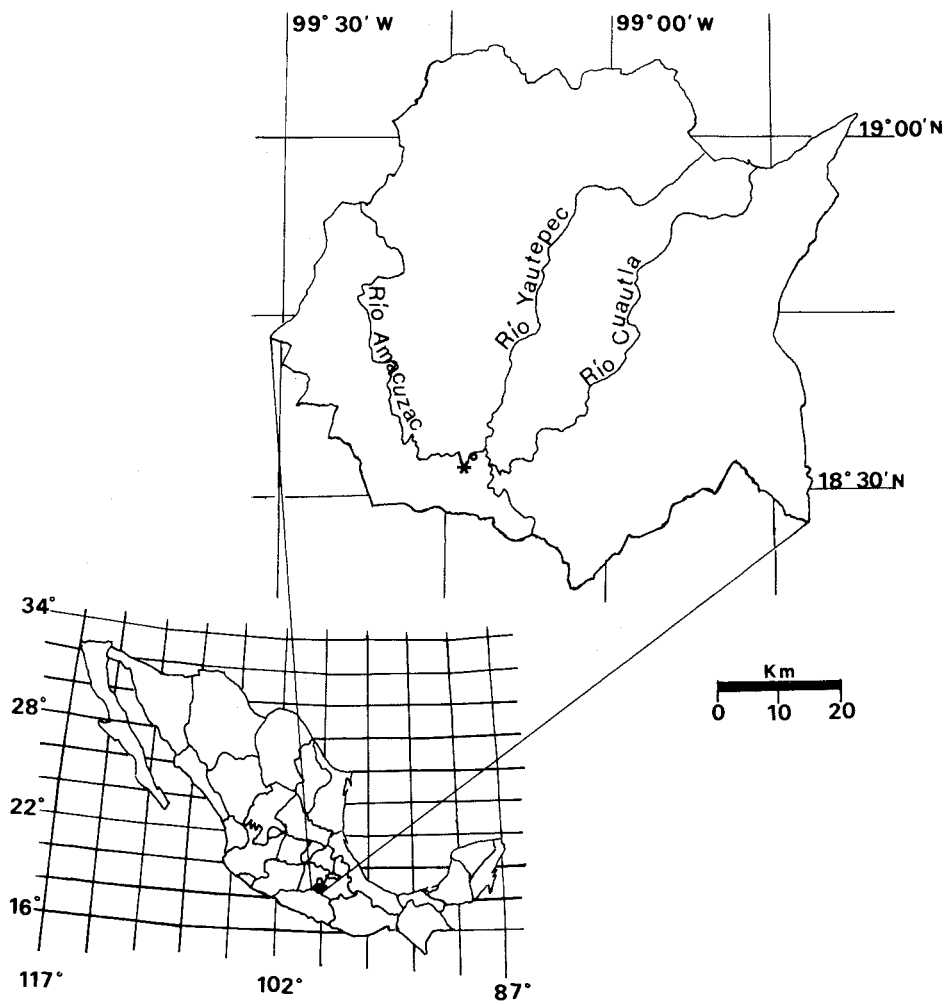 99° 30′ W
99° 00′ W
19° 00′ N
Río Yautepec
Río Cuautla
Río Amacuzac
18° 30′ N
34°
Km
0 10 20
28°
22°
16°
117° 102° 87°